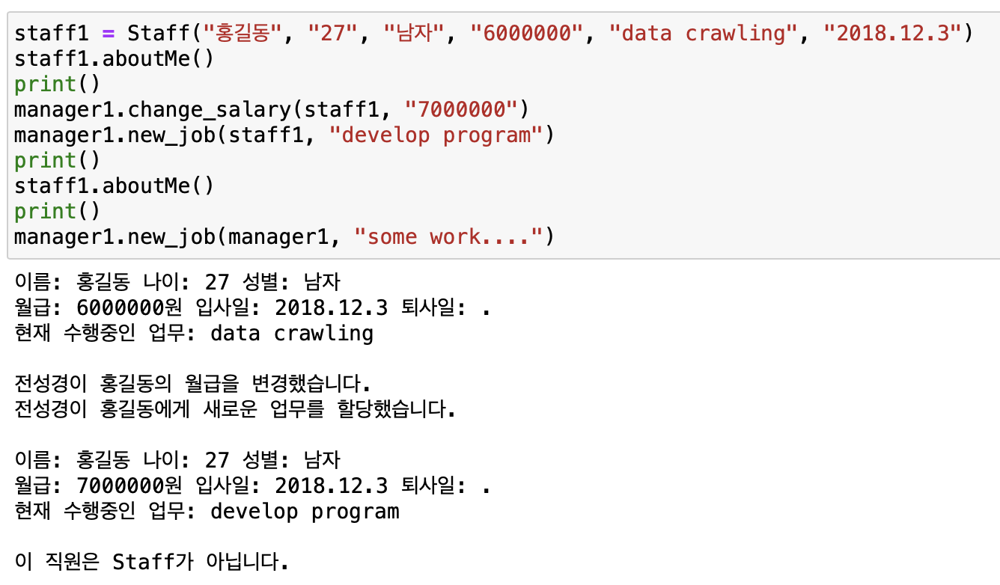 staff1 = Staff("홍길동", "27", "남자", "6000000", "data crawling", "2018.12.3")
staff1.aboutMe()
print()
manager1.change_salary(staff1, "7000000")
manager1.new_job(staff1, "develop program")
print()
staff1.aboutMe()
print()
manager1.new_job(manager1, "some work....")
이름: 홍길동 나이: 27 성별: 남자
월급: 6000000원 입사일: 2018.12.3 퇴사일: .
현재 수행중인 업무: data crawling
전성경이 홍길동의 월급을 변경했습니다.
전성경이 홍길동에게 새로운 업무를 할당했습니다.
이름: 홍길동 나이: 27 성별: 남자
월급: 7000000원 입사일: 2018.12.3 퇴사일: .
현재 수행중인 업무: develop program
이 직원은 Staff가 아닙니다.